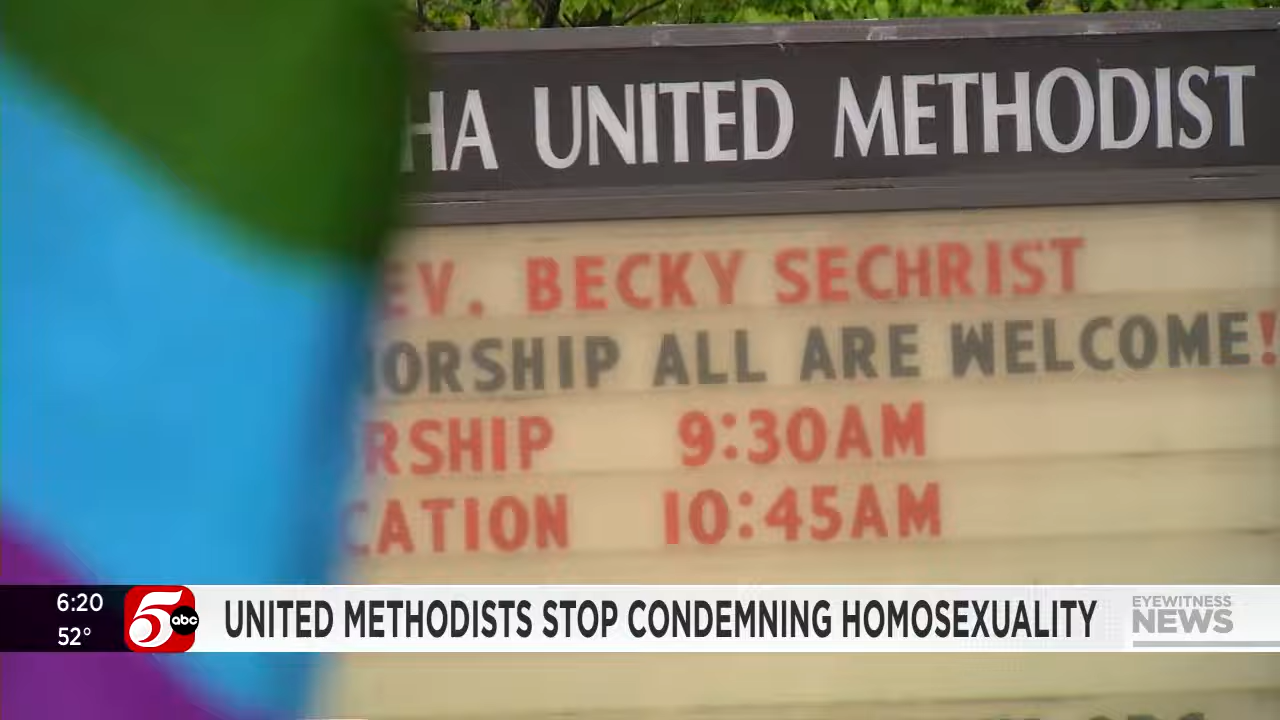 HA UNITED METHODIST
EV. BECKY SECHRIST
ORSHIP ALL ARE WELCOME!
RSHIP 9:30AM
CATION 10:45AM
6:20
52°
5 abc
UNITED METHODISTS STOP CONDEMNING HOMOSEXUALITY
EYEWITNESS
NEWS